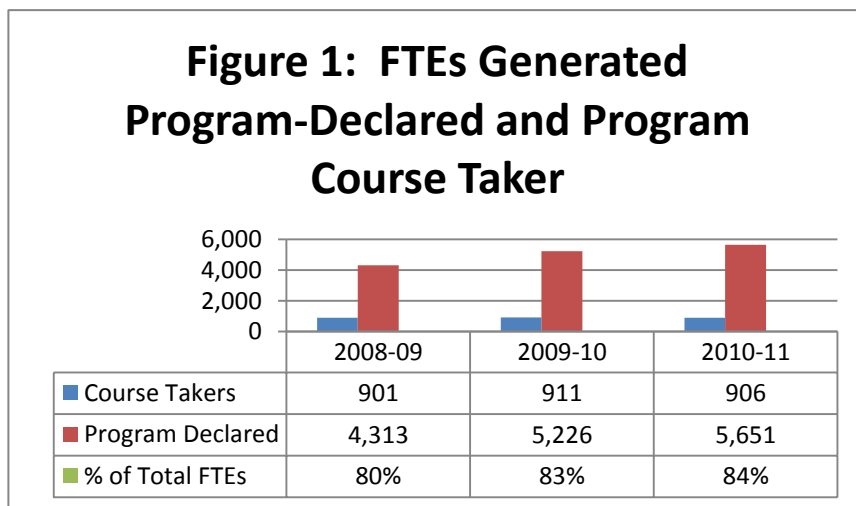 Figure 1:  FTEs Generated
Program-Declared and Program
Course Taker
6,000
4,000
2,000
0
2008-09 2009-10 2010-11
Course Takers 901 911 906
Program Declared 4,313 5,226 5,651
% of Total FTEs 80% 83% 84%